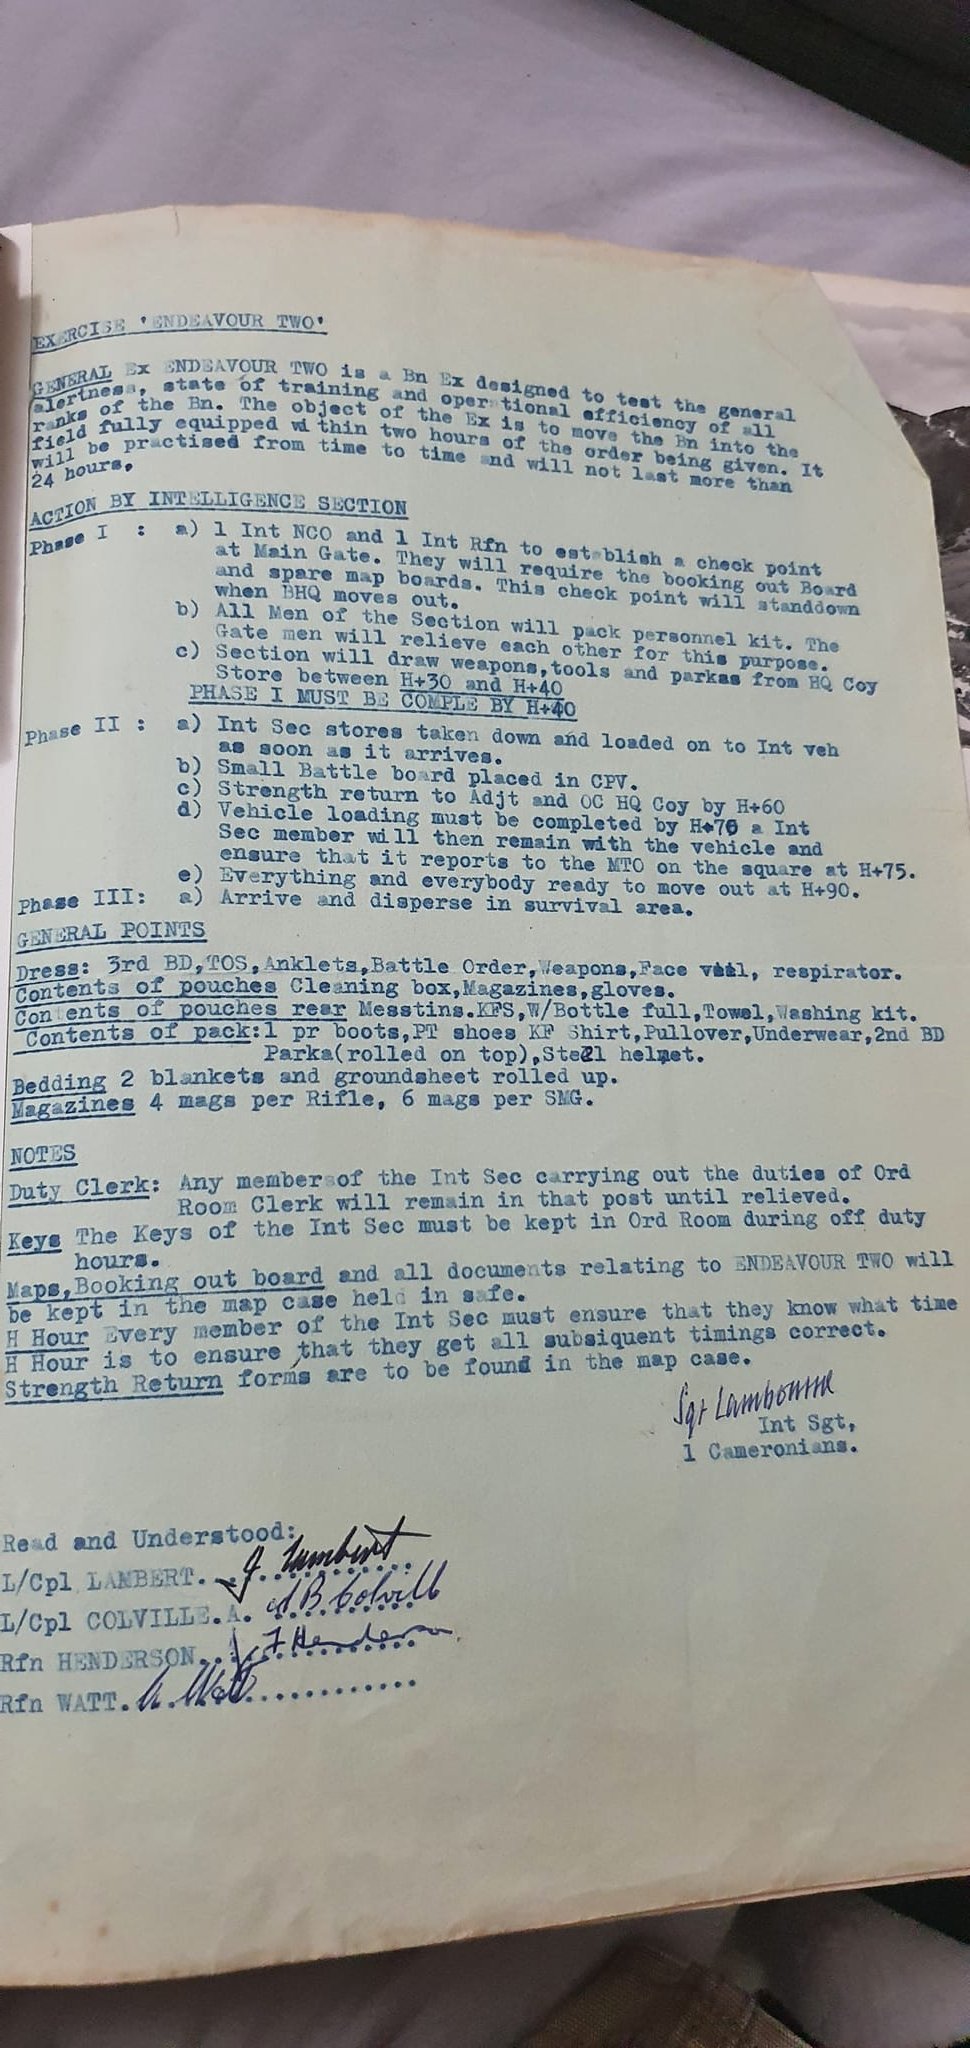 EXERCISE 'ENDEAVOUR TWO'
GENERAL Ex ENDEAVOUR TWO is a Bn Ex designed to test the general
alertness, state of training and operational efficiency of all
ranks of the Bn. The object of the Ex is to move the Bn into the
field fully equipped within two hours of the order being given. It
will be practised from time to time and will not last more than
24 hours.
ACTION BY INTELLIGENCE SECTION
Phase I : a) 1 Int NCO and 1 Int Rfn to establish a check point
at Main Gate. They will require the booking out Board
and spare map boards. This check point will standdown
when BHQ moves out.
b) All Men of the Section will pack personnel kit. The
Gate men will relieve each other for this purpose.
c) Section will draw weapons,tools and parkas from HQ Coy
Store between H+30 and H+40
PHASE I MUST BE COMPLE BY H+40
Phase II : a) Int Sec stores taken down and loaded on to Int veh
as soon as it arrives.
b) Small Battle board placed in CPV.
c) Strength return to Adjt and OC HQ Coy by H+60
d) Vehicle loading must be completed by H+70 a Int
Sec member will then remain with the vehicle and
ensure that it reports to the MTO on the square at H+75.
e) Everything and everybody ready to move out at H+90.
Phase III: a) Arrive and disperse in survival area.
GENERAL POINTS
Dress: 3rd BD,TOS,Anklets,Battle Order,Weapons,Face veil, respirator.
Contents of pouches Cleaning box,Magazines,gloves.
Contents of pouches rear Messtins.KFS,W/Bottle full,Towel,Washing kit.
Contents of pack:1 pr boots,PT shoes KF Shirt,Pullover,Underwear,2nd BD
Parka(rolled on top),Steel helmet.
Bedding 2 blankets and groundsheet rolled up.
Magazines 4 mags per Rifle, 6 mags per SMG.
NOTES
Duty Clerk: Any members of the Int Sec carrying out the duties of Ord
Room Clerk will remain in that post until relieved.
Keys The Keys of the Int Sec must be kept in Ord Room during off duty
hours.
Maps,Booking out board and all documents relating to ENDEAVOUR TWO will
be kept in the map case held in safe.
H Hour Every member of the Int Sec must ensure that they know what time
H Hour is to ensure that they get all subsiquent timings correct.
Strength Return forms are to be found in the map case.
Sgt Lambourne
Int Sgt,
1 Cameronians.
Read and Understood:
L/Cpl LAMBERT... J. Lambert
L/Cpl COLVILLE.A. A B Colville
Rfn HENDERSON... J Henderson
Rfn WATT. A. Watt